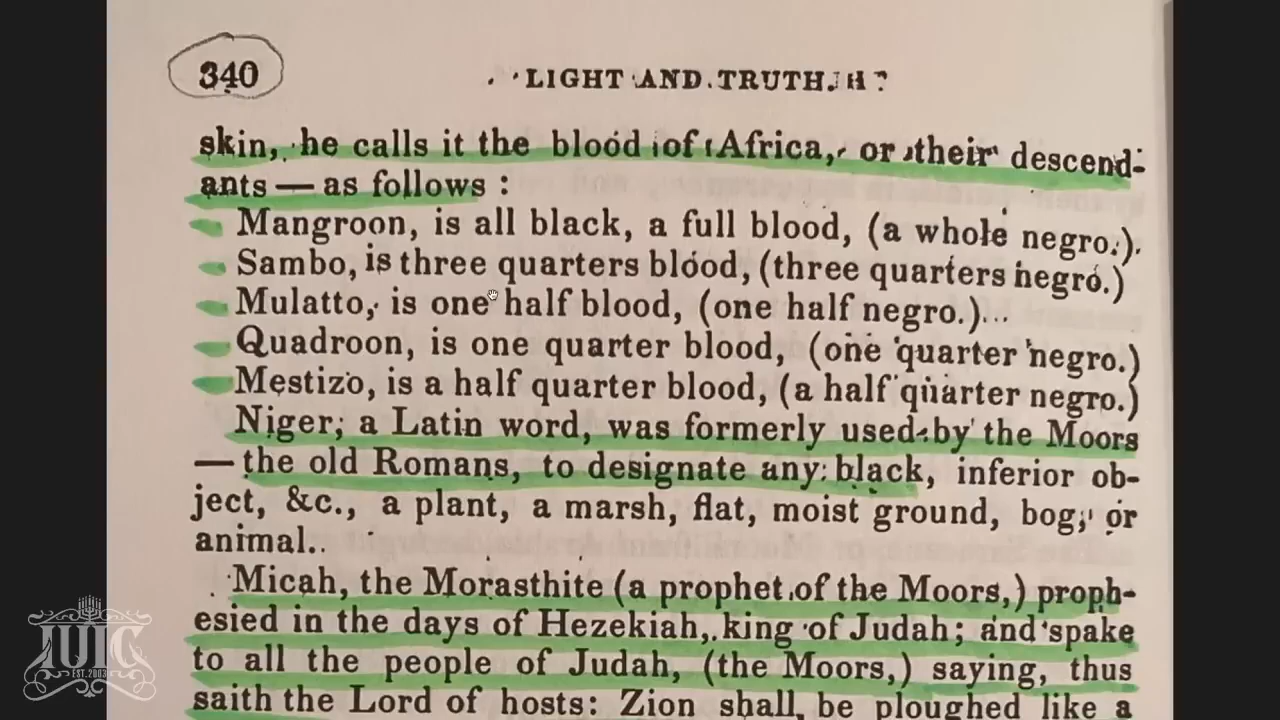 340
LIGHT AND TRUTH.
skin, he calls it the blood of Africa, or their descend-
ants — as follows :
Mangroon, is all black, a full blood, (a whole negro.)
Sambo, is three quarters blood, (three quarters negro.)
Mulatto, is one half blood, (one half negro.)
Quadroon, is one quarter blood, (one quarter negro.)
Mestizo, is a half quarter blood, (a half quarter negro.)
Niger, a Latin word, was formerly used by the Moors
— the old Romans, to designate any black, inferior ob-
ject, &c., a plant, a marsh, flat, moist ground, bog, or
animal.
Micah, the Morasthite (a prophet of the Moors,) proph-
esied in the days of Hezekiah, king of Judah; and spake
to all the people of Judah, (the Moors,) saying, thus
saith the Lord of hosts: Zion shall be ploughed like a
IUIC
EST. 2003